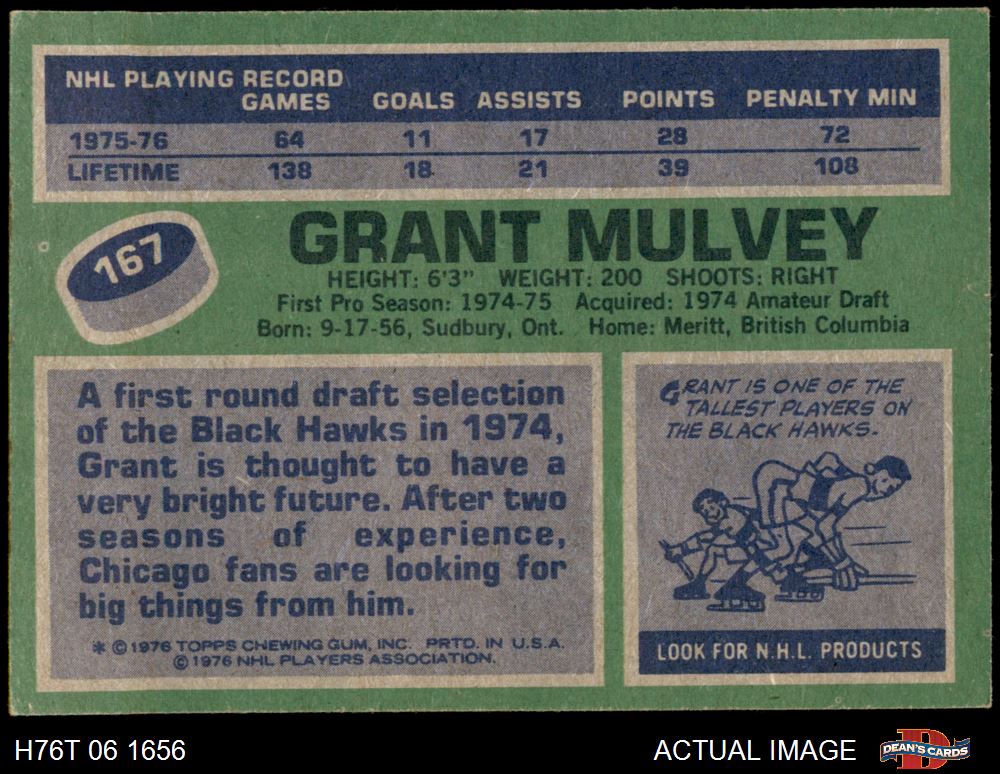 NHL PLAYING RECORD
GAMES GOALS ASSISTS POINTS PENALTY MIN
1975-76 64 11 17 28 72
LIFETIME 138 18 21 39 108
167
GRANT MULVEY
HEIGHT: 6'3" WEIGHT: 200 SHOOTS: RIGHT
First Pro Season: 1974-75 Acquired: 1974 Amateur Draft
Born: 9-17-56, Sudbury, Ont. Home: Meritt, British Columbia
A first round draft selection
of the Black Hawks in 1974,
Grant is thought to have a
very bright future. After two
seasons of experience,
Chicago fans are looking for
big things from him.
* © 1976 TOPPS CHEWING GUM, INC. PRTD. IN U.S.A.
© 1976 NHL PLAYERS ASSOCIATION.
GRANT IS ONE OF THE
TALLEST PLAYERS ON
THE BLACK HAWKS.
LOOK FOR N.H.L. PRODUCTS
H76T 06 1656
ACTUAL IMAGE
DEAN'S CARDS